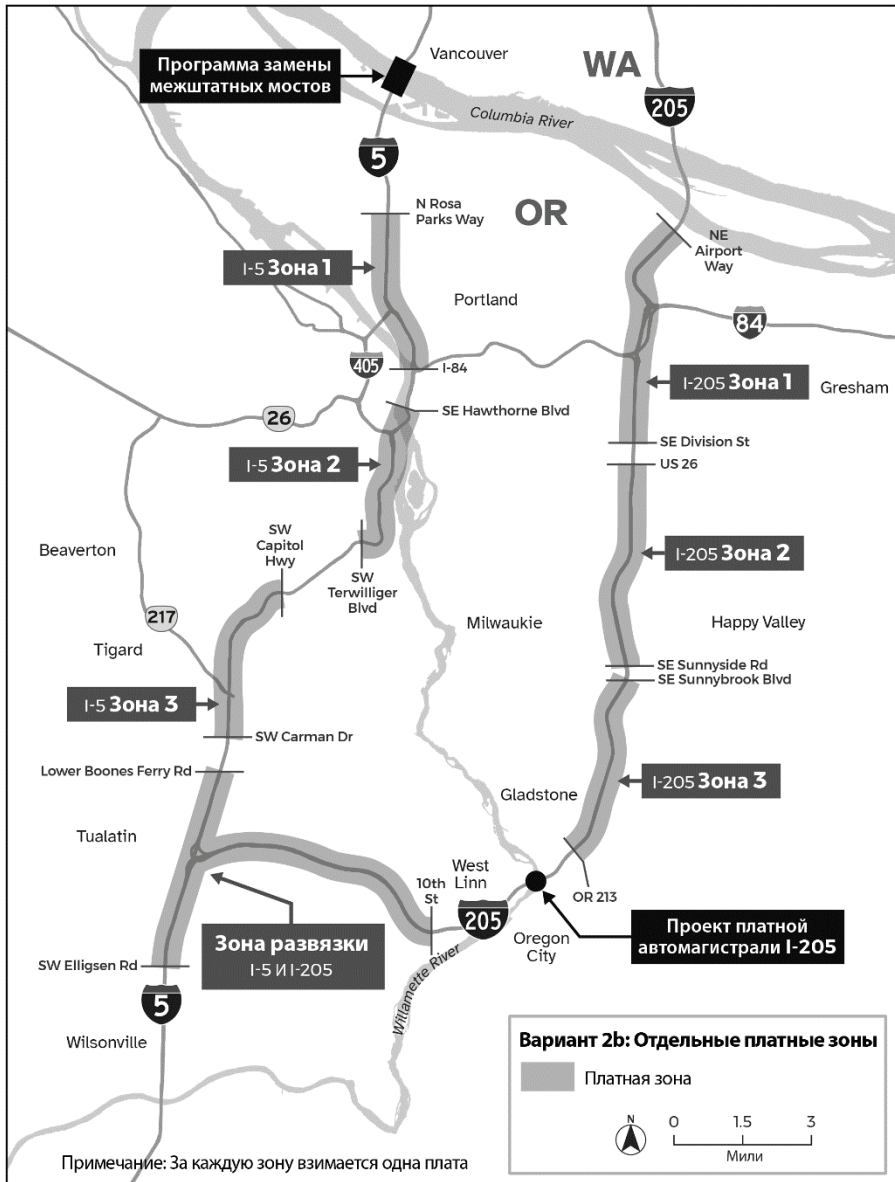 Vancouver
WA
Программа замены
межштатных мостов
205
Columbia River
5
N Rosa
Parks Way
OR
NE
Airport
Way
I-5 Зона 1
Portland
84
405
I-84
I-205 Зона 1
Gresham
26
SE Hawthorne Blvd
SE Division St
US 26
I-5 Зона 2
SW
Capitol
Hwy
Beaverton
I-205 Зона 2
SW
Terwilliger
Blvd
217
Milwaukie
Happy Valley
Tigard
SE Sunnyside Rd
SE Sunnybrook Blvd
I-5 Зона 3
SW Carman Dr
Lower Boones Ferry Rd
I-205 Зона 3
Gladstone
Tualatin
West
Linn
10th
St
OR 213
205
Зона развязки
I-5 И I-205
Oregon
City
Проект платной
автомагистрали I-205
SW Elligsen Rd
Willamette River
5
Wilsonville
Вариант 2b: Отдельные платные зоны
Платная зона
N
0 1.5 3
Мили
Примечание: За каждую зону взимается одна плата